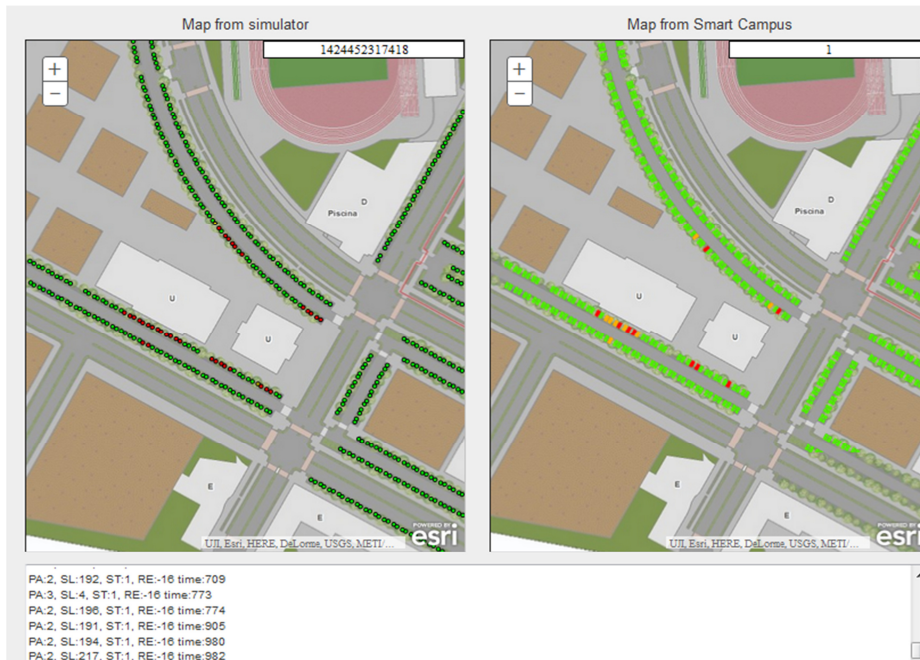 Map from simulator
Map from Smart Campus
1424452317418
1
+
−
+
−
D
Piscina
D
Piscina
U
U
U
U
E
E
E
E
POWERED BY
esri
UJI, Esri, HERE, DeLorme, USGS, METI/...
POWERED BY
esri
UJI, Esri, HERE, DeLorme, USGS, METI/...
PA:2, SL:192, ST:1, RE:-16 time:709
PA:3, SL:4, ST:1, RE:-16 time:773
PA:2, SL:196, ST:1, RE:-16 time:774
PA:2, SL:191, ST:1, RE:-16 time:905
PA:2, SL:194, ST:1, RE:-16 time:980
PA:2, SL:217, ST:1, RE:-16 time:982